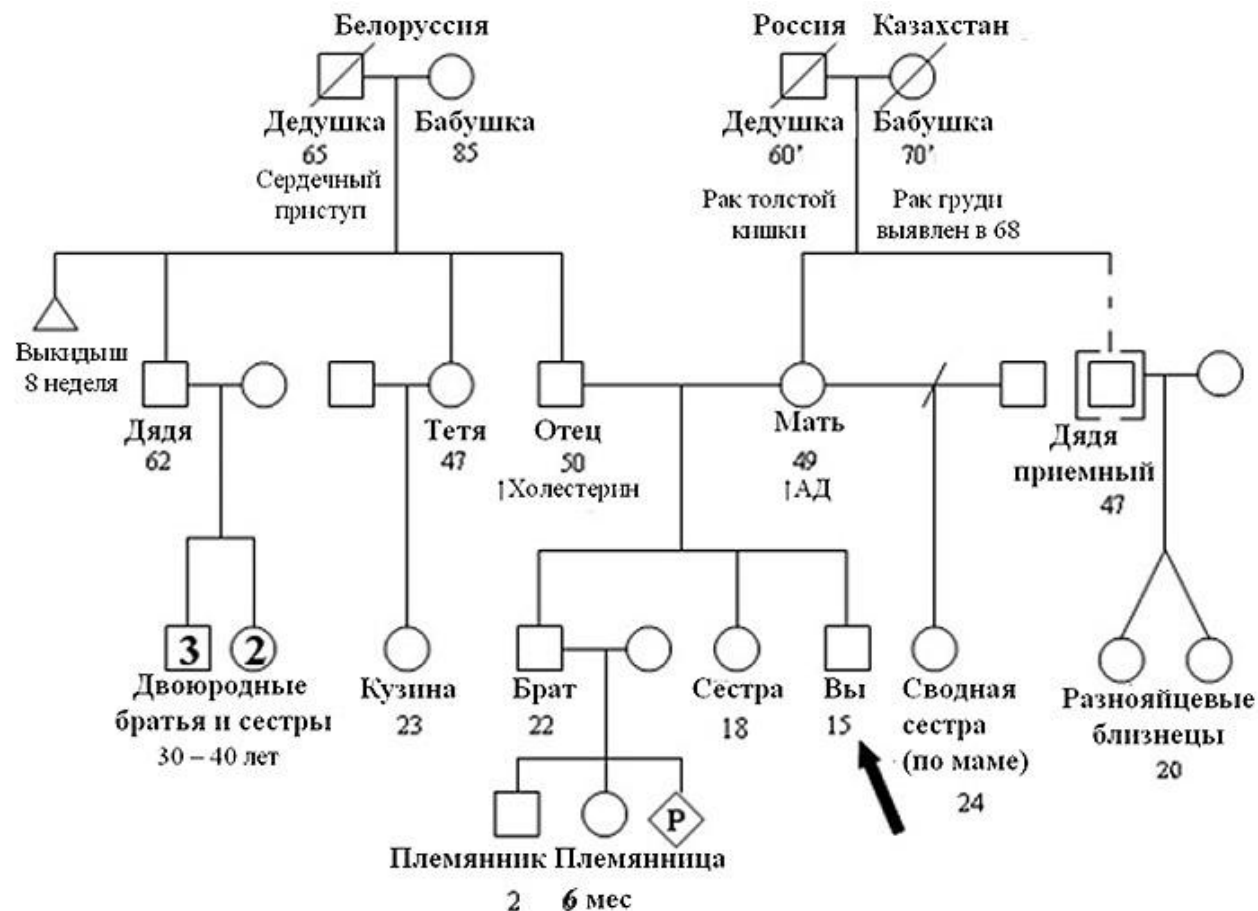 Белоруссия
Россия Казахстан
Дедушка Бабушка
65 85
Сердечный
приступ
Дедушка Бабушка
60' 70'
Рак толстой
кишки
Рак груди
выявлен в 68
Выкидыш
8 неделя
Дядя
62
Тетя
47
Отец
50
↑Холестерин
Мать
49
↑АД
Дядя
приемный
47
3 2
Двоюродные
братья и сестры
30 – 40 лет
Кузина
23
Брат
22
Сестра
18
Вы
15
Сводная
сестра
(по маме)
24
Разнояйцевые
близнецы
20
P
Племянник Племянница
2 6 мес